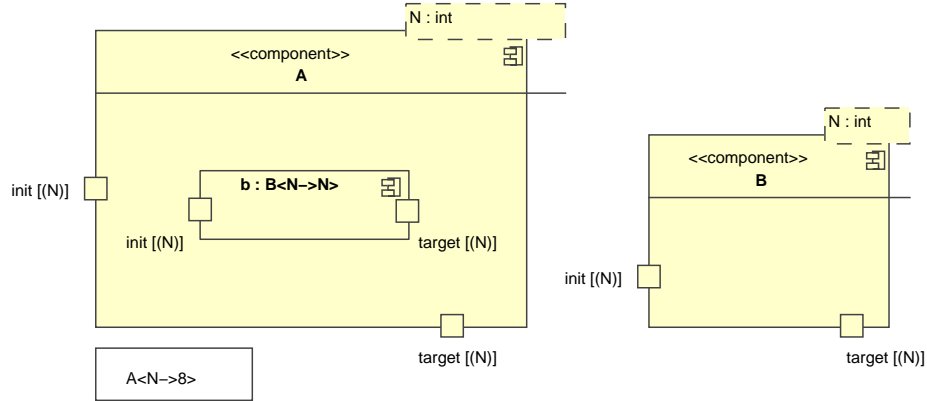 N : int
<<component>>
A
init [(N)]
b : B<N−>N>
init [(N)]
target [(N)]
target [(N)]
A<N−>8>
N : int
<<component>>
B
init [(N)]
target [(N)]